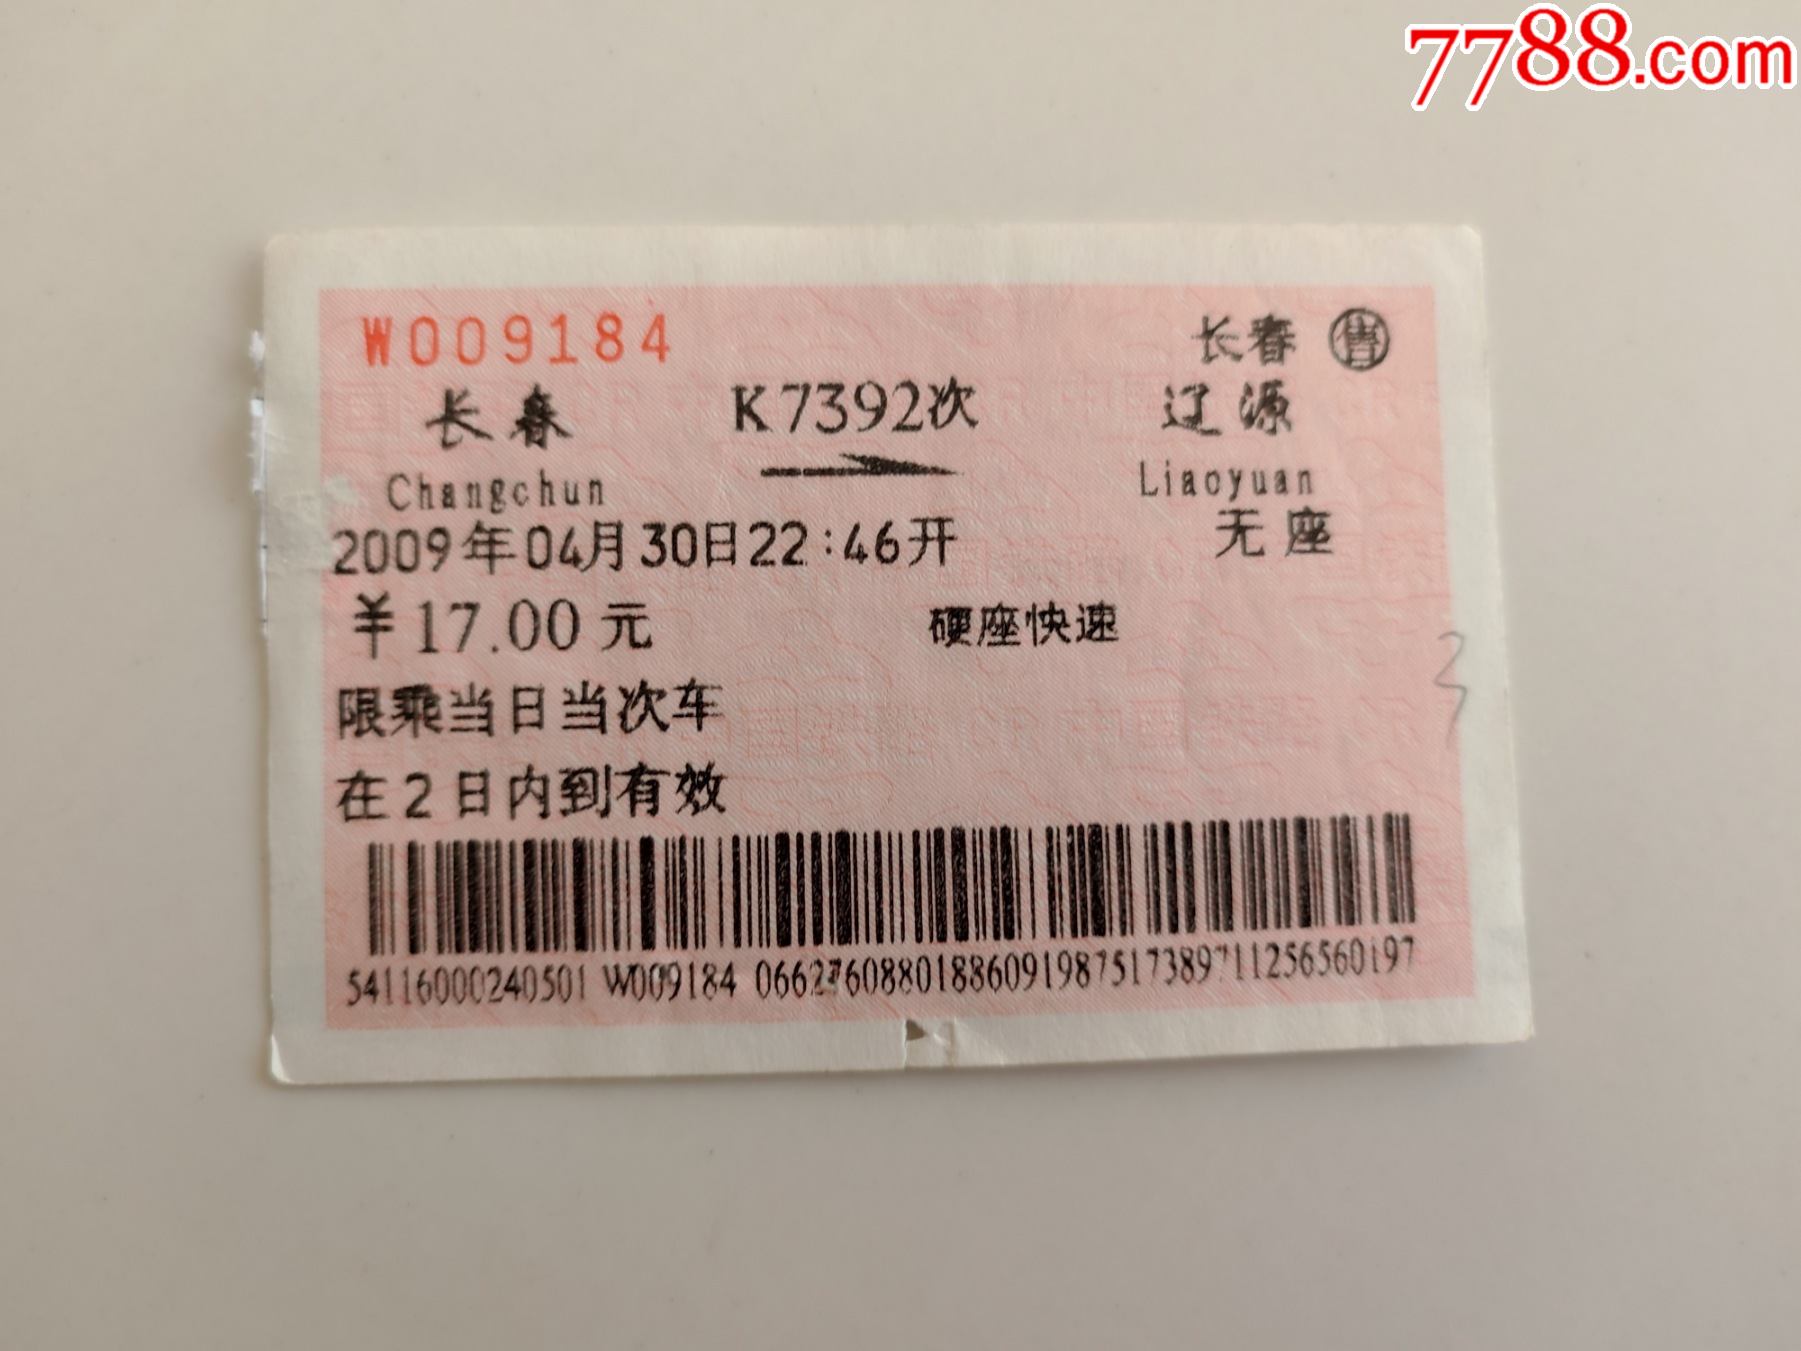 7788.com
W009184
长春 售
长春 K7392次 辽源
Changchun Liaoyuan
2009年04月30日22:46开 无座
¥17.00元 硬座快速
限乘当日当次车
在2日内到有效
54116000240501 W009184 066276088018860919875173897112565601​97